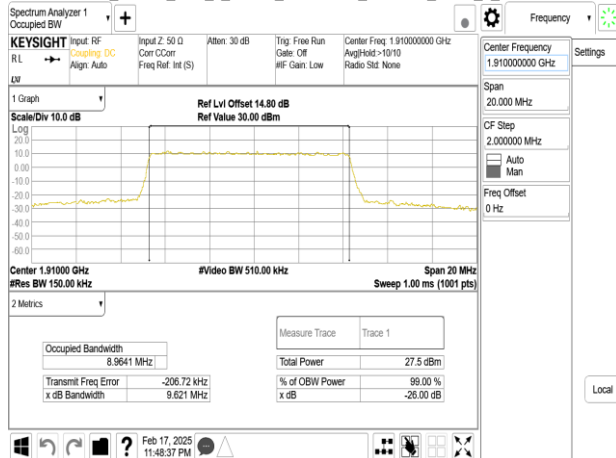 Spectrum Analyzer 1
Occupied BW
Frequency
KEYSIGHT
RL
Input: RF
Coupling: DC
Align: Auto
Input Z: 50 Ω
Corr CCorr
Freq Ref: Int (S)
Atten: 30 dB
Trig: Free Run
Gate: Off
#IF Gain: Low
Center Freq: 1.910000000 GHz
Avg|Hold:>10/10
Radio Std: None
Center Frequency
1.910000000 GHz
Settings
Span
20.000 MHz
CF Step
2.000000 MHz
Auto
Man
Freq Offset
0 Hz
Local
1 Graph
Scale/Div 10.0 dB
Ref Lvl Offset 14.80 dB
Ref Value 30.00 dBm
Log
20.0
10.0
0.00
-10.0
-20.0
-30.0
-40.0
-50.0
-60.0
Center 1.91000 GHz
#Video BW 510.00 kHz
Span 20 MHz
#Res BW 150.00 kHz
Sweep 1.00 ms (1001 pts)
2 Metrics
Measure Trace
Trace 1
Occupied Bandwidth
8.9641 MHz
Total Power
27.5 dBm
Transmit Freq Error
-206.72 kHz
% of OBW Power
99.00 %
x dB Bandwidth
9.621 MHz
x dB
-26.00 dB
Feb 17, 2025
11:48:37 PM